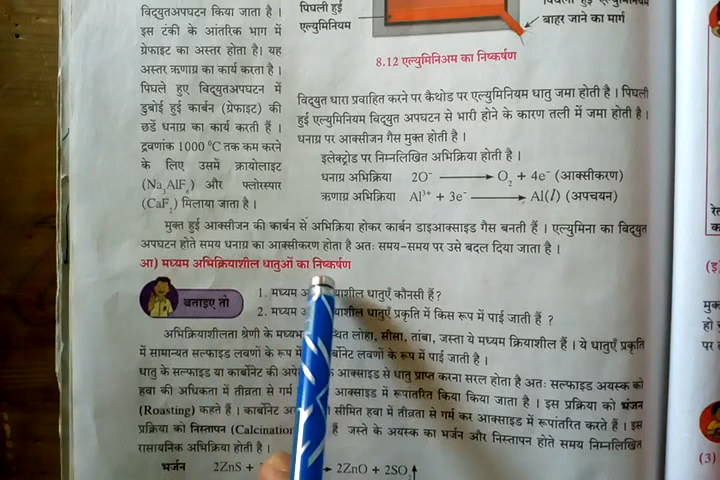 विद्युतअपघटन किया जाता है ।
इस टंकी के आंतरिक भाग में
ग्रेफाइट का अस्तर होता है। यह
अस्तर ऋणाग्र का कार्य करता है ।
पिघले हुए विद्युतअपघटन में
डुबोई हुई कार्बन (ग्रेफाइट) की
छडें धनाग्र का कार्य करती हैं ।
द्रवणांक 1000 ⁰C तक कम करने
के लिए उसमें क्रायोलाइट
(Na₃AlF₆) और फ्लोरस्पार
(CaF₂) मिलाया जाता है ।
पिघली हुई
एल्युमिनियम
बाहर जाने का मार्ग
8.12 एल्युमिनिअम का निष्कर्षण
विद्युत धारा प्रवाहित करने पर कैथोड पर एल्युमिनियम धातु जमा होती है । पिघली
हुई एल्युमिनियम विद्युत अपघटन से भारी होने के कारण तली में जमा होती है ।
धनाग्र पर आक्सीजन गैस मुक्त होती है ।
इलेक्ट्रोड पर निम्नलिखित अभिक्रिया होती है ।
धनाग्र अभिक्रिया 2O⁻ ⟶ O₂ + 4e⁻ (आक्सीकरण)
ऋणाग्र अभिक्रिया Al³⁺ + 3e⁻ ⟶ Al(l) (अपचयन)
मुक्त हुई आक्सीजन की कार्बन से अभिक्रिया होकर कार्बन डाइआक्साइड गैस बनती हैं । एल्युमिना का विद्युत
अपघटन होते समय धनाग्र का आक्सीकरण होता है अतः समय-समय पर उसे बदल दिया जाता है ।
आ) मध्यम अभिक्रियाशील धातुओं का निष्कर्षण
बताइए तो
1. मध्यम याशील धातुएँ कौनसी हैं?
2. मध्यम याशील धातुएँ प्रकृति में किस रूप में पाई जाती हैं ?
अभिक्रियाशीलता श्रेणी के मध्यभ स्थित लोहा, सीसा, तांबा, जस्ता ये मध्यम क्रियाशील हैं । ये धातुएँ प्रकृति
में सामान्यत सल्फाइड लवणों के रूप में र्बोनेट लवणों के रूप में पाई जाती है ।
धातु के सल्फाइड या कार्बोनेट की अपे आक्साइड से धातु प्राप्त करना सरल होता है अतः सल्फाइड अयस्क को
हवा की अधिकता में तीव्रता से गर्म आक्साइड में रूपांतरित किया जाता है । इस प्रक्रिया को भंजन
(Roasting) कहते हैं । कार्बोनेट अ सीमित हवा में तीव्रता से गर्म कर आक्साइड में रूपांतरित करते हैं । इस
प्रक्रिया को निस्तापन (Calcination हैं जस्ते के अयस्क का भर्जन और निस्तापन होते समय निम्नलिखित
रासायनिक अभिक्रिया होती है ।
भर्जन 2ZnS + 2ZnO + 2SO₂↑
(3)